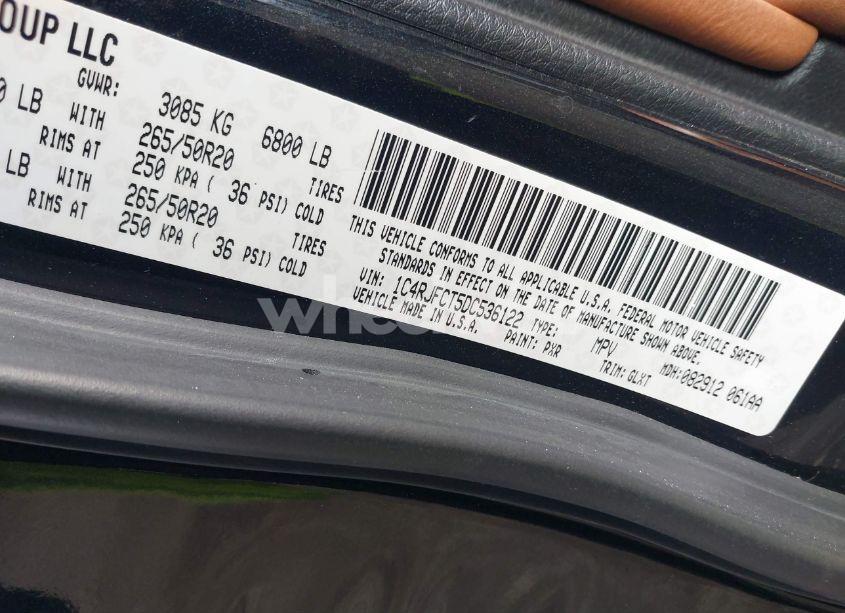 OUP LLC
GVWR: 3085 KG 6800 LB
0 LB WITH 265/50R20 TIRES
RIMS AT 250 KPA ( 36 PSI) COLD
LB WITH 265/50R20 TIRES
RIMS AT 250 KPA ( 36 PSI) COLD
THIS VEHICLE CONFORMS TO ALL APPLICABLE U.S.A. FEDERAL MOTOR VEHICLE SAFETY
STANDARDS IN EFFECT ON THE DATE OF MANUFACTURE SHOWN ABOVE.
VIN: 1C4RJFCT5DC536122 TYPE: MPV MDH:082912 061AA
VEHICLE MADE IN U.S.A. PAINT: PXR TRIM: GLXT